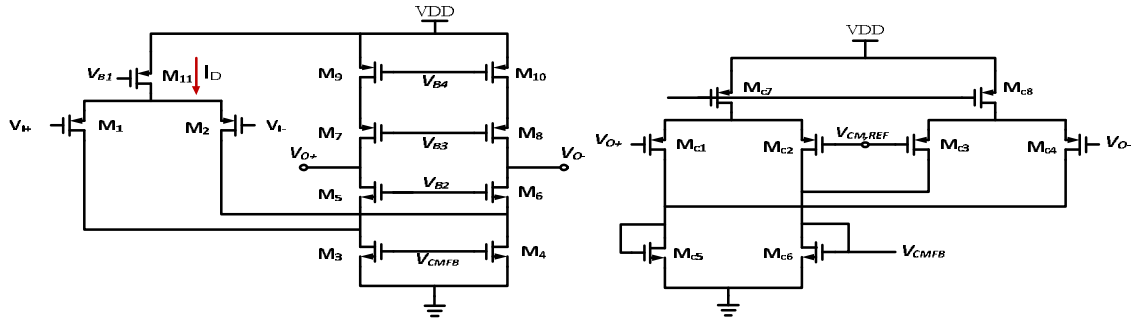 VDD
VDD
VB1
M11
ID
M9
VB4
M10
Mc7
Mc8
VI+
M1
M2
VI-
M7
VB3
M8
VO+
Mc1
Mc2
VCM,REF
Mc3
Mc4
VO-
VO+
VO-
M5
VB2
M6
M3
VCMFB
M4
Mc5
Mc6
VCMFB